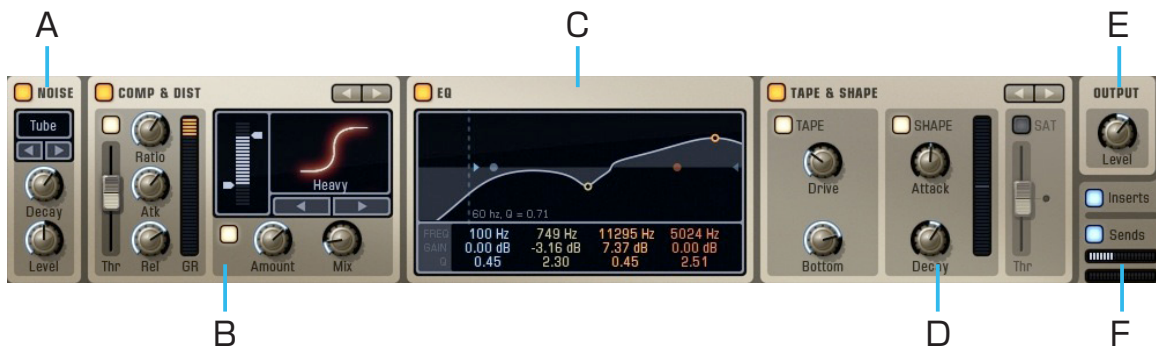 A
C
E
NOISE
COMP & DIST
EQ
TAPE & SHAPE
OUTPUT
Tube
Decay
Level
Ratio
Atk
Thr
Rel
GR
Heavy
Amount
Mix
60 hz, Q = 0.71
FREQ 100 Hz 749 Hz 11295 Hz 5024 Hz
GAIN 0.00 dB -3.16 dB 7.37 dB 0.00 dB
Q 0.45 2.30 0.45 2.51
TAPE
Drive
Bottom
SHAPE
Attack
Decay
SAT
Thr
Level
Inserts
Sends
B
D
F